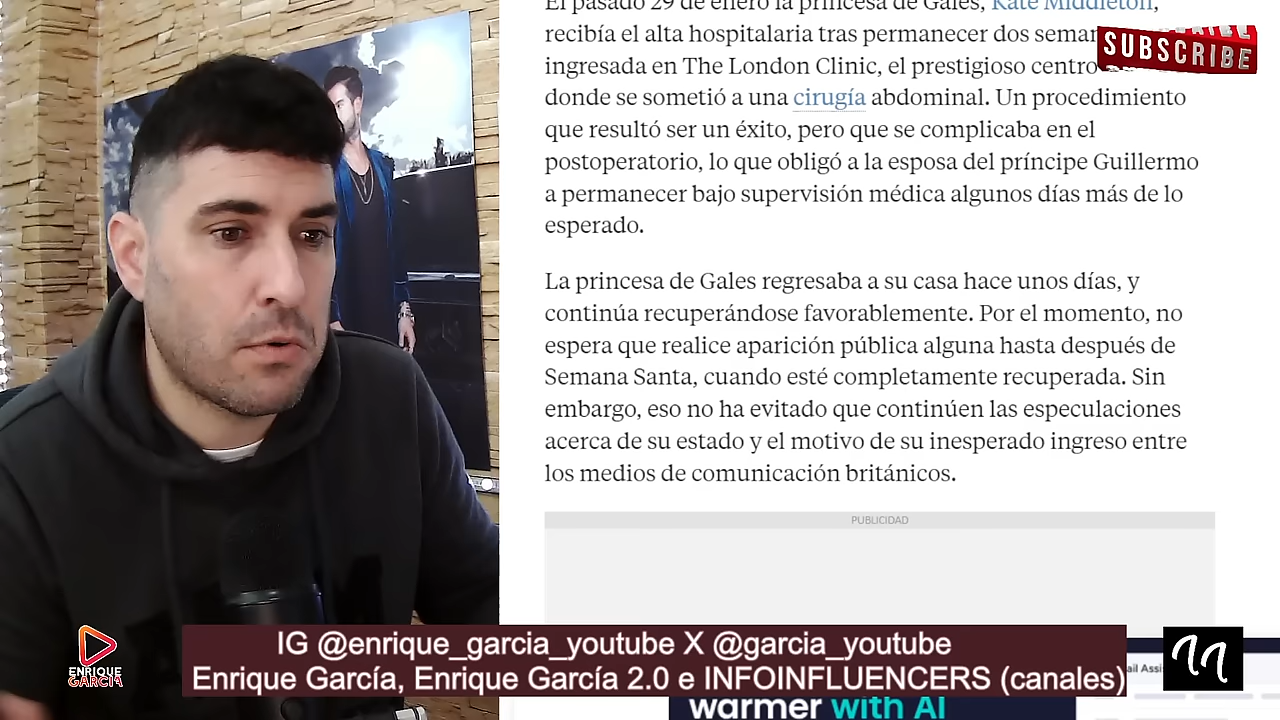 El pasado 29 de enero la princesa de Gales, Kate Middleton,
recibía el alta hospitalaria tras permanecer dos
ingresada en The London Clinic, el prestigioso centro
donde se sometió a una cirugía abdominal. Un procedimiento
que resultó ser un éxito, pero que se complicaba en el
postoperatorio, lo que obligó a la esposa del príncipe Guillermo
a permanecer bajo supervisión médica algunos días más de lo
esperado.
La princesa de Gales regresaba a su casa hace unos días, y
continúa recuperándose favorablemente. Por el momento, no
espera que realice aparición pública alguna hasta después de
Semana Santa, cuando esté completamente recuperada. Sin
embargo, eso no ha evitado que continúen las especulaciones
acerca de su estado y el motivo de su inesperado ingreso entre
los medios de comunicación británicos.
PUBLICIDAD
SUBSCRIBE
IG @enrique_garcia_youtube X @garcia_youtube
Enrique García, Enrique García 2.0 e INFOINFLUENCERS (canales)
ENRIQUE
GARCÍA
warmer with AI